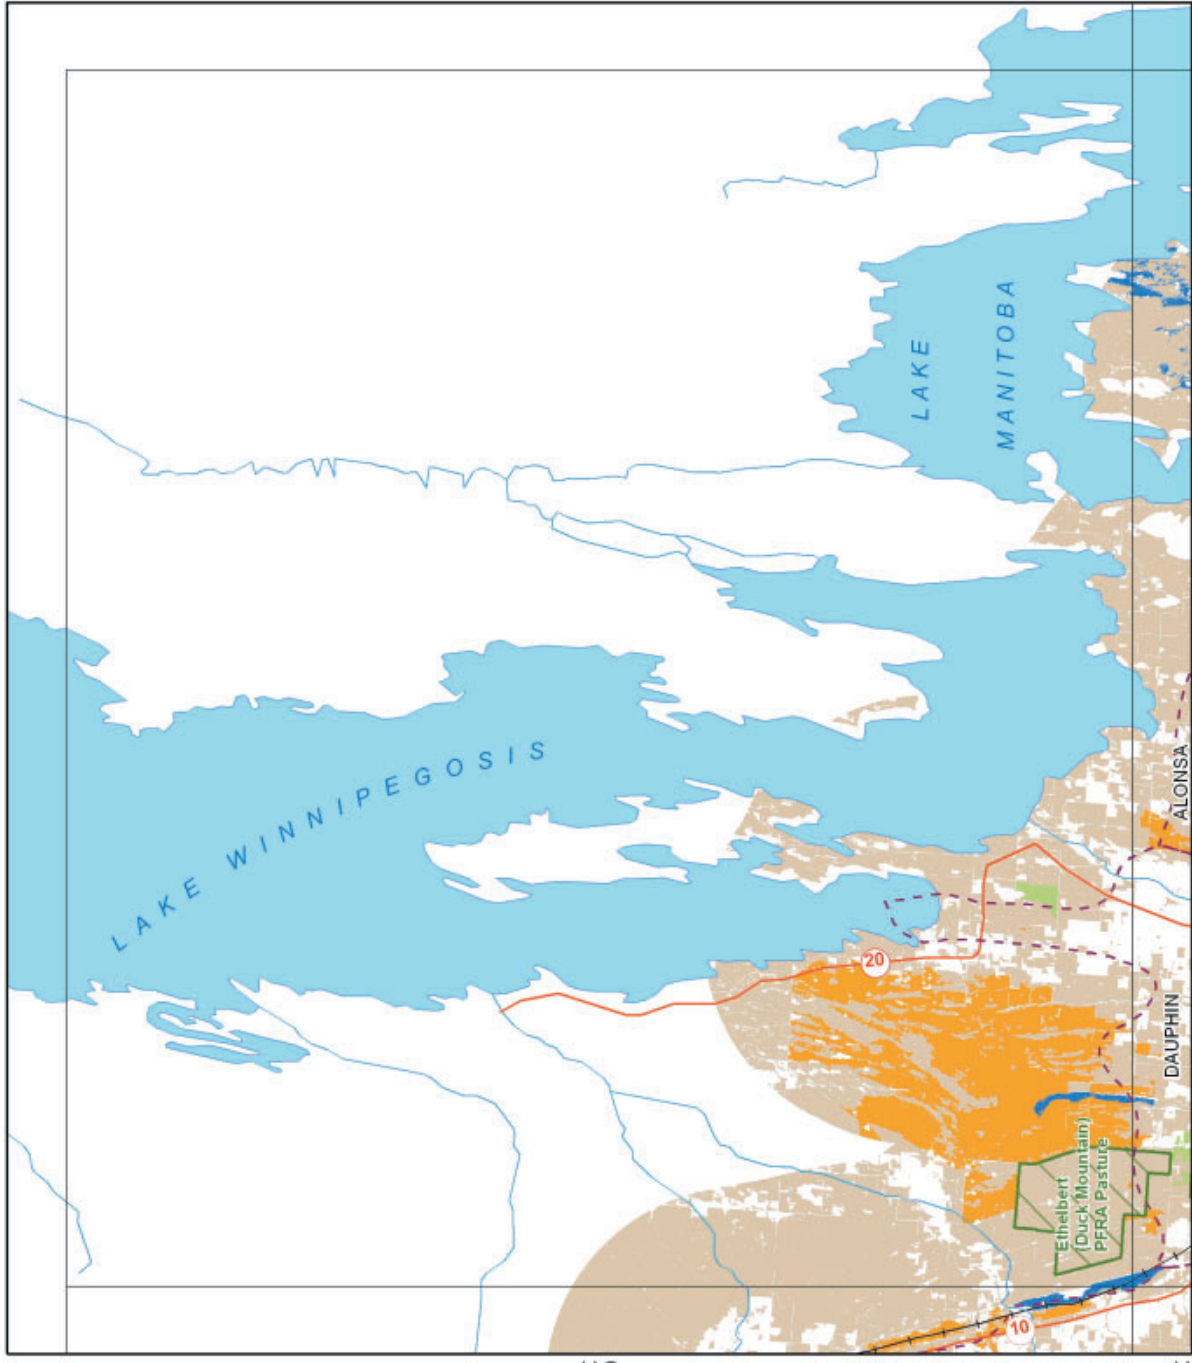 LAKE WINNIPEGOSIS
LAKE
MANITOBA
20
ALONSA
DAUPHIN
Ethelbert
(Duck Mountain)
PFRA Pasture
10